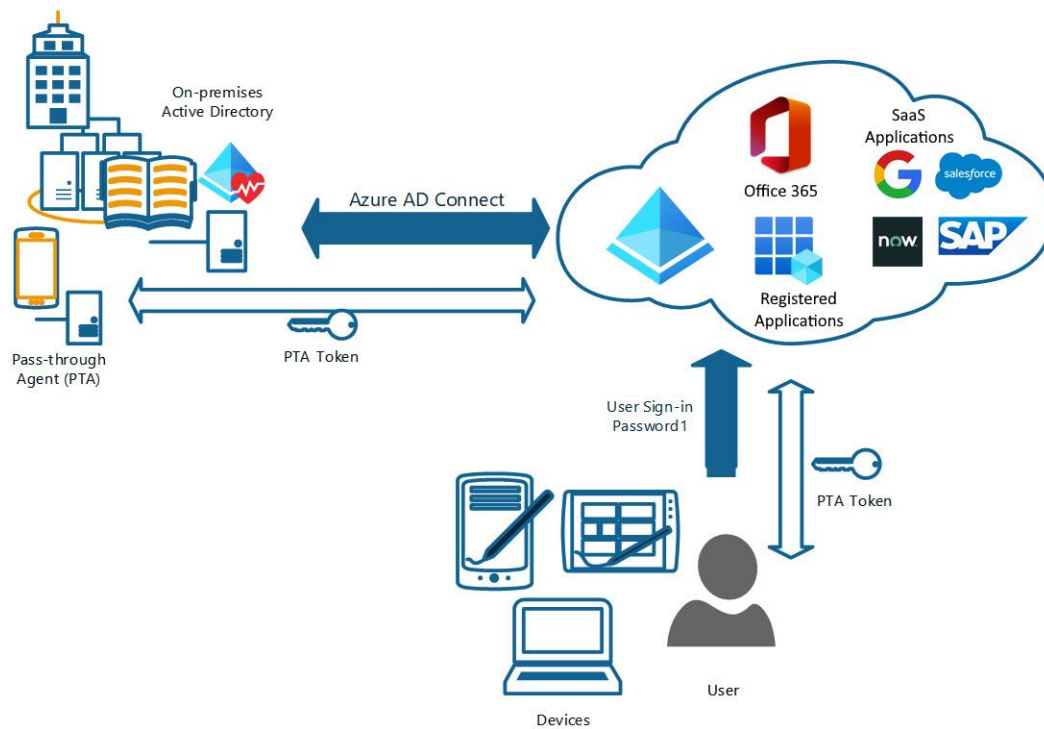 On-premises
Active Directory
Azure AD Connect
PTA Token
Pass-through
Agent (PTA)
Office 365
SaaS
Applications
G
salesforce
now
SAP
Registered
Applications
User Sign-in
Password1
PTA Token
User
Devices